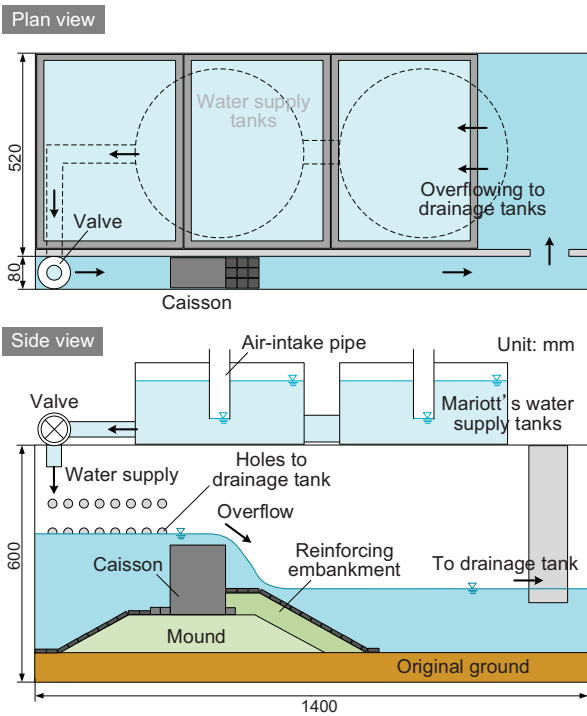 Plan view
Water supply
tanks
520
Overflowing to
drainage tanks
Valve
80
Caisson
Side view
Air-intake pipe
Unit: mm
Valve
Mariott's water
supply tanks
Water supply
Holes to
drainage tank
Overflow
600
Caisson
Reinforcing
embankment
To drainage tank
Mound
Original ground
1400